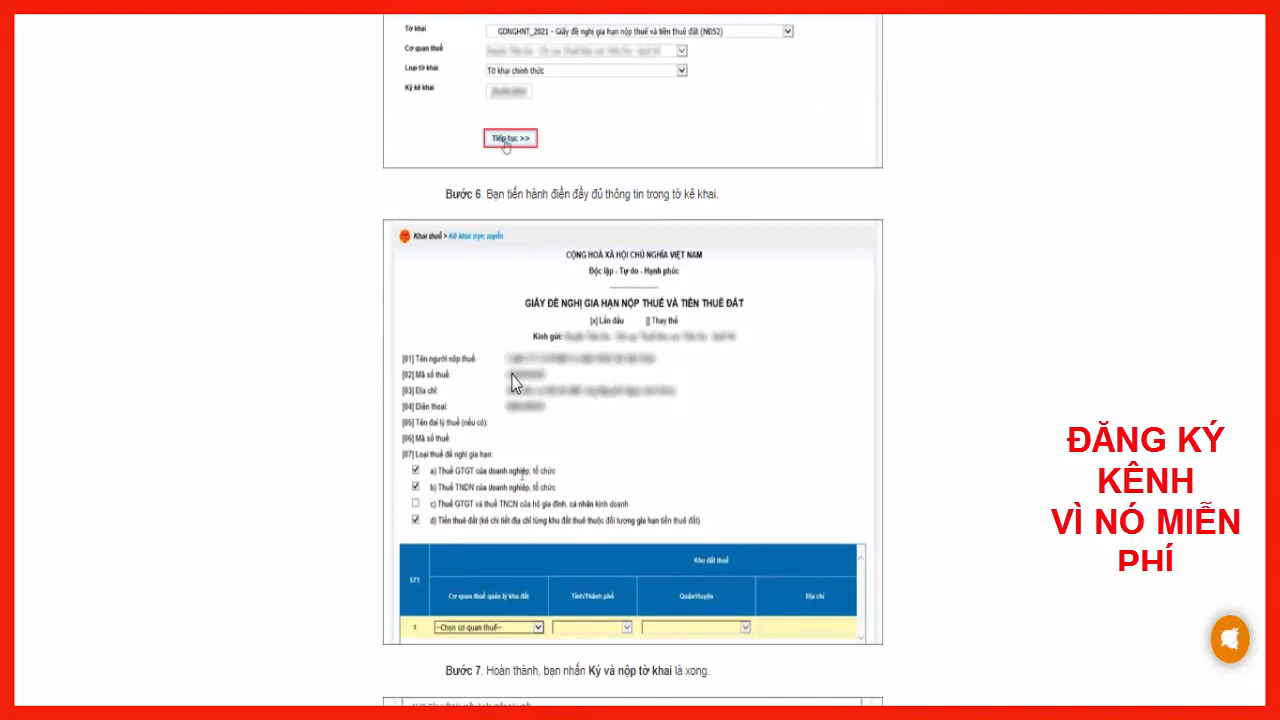 Tờ khai GDNGHNT_2021 - Giấy đề nghị gia hạn nộp thuế và tiền thuê đất (NĐ52)
Cơ quan thuế
Loại tờ khai Tờ khai chính thức
Kỳ kê khai
Tiếp tục >>
Bước 6. Bạn tiến hành điền đầy đủ thông tin trong tờ kê khai.
Khai thuế > Kê khai trực tuyến
CỘNG HOÀ XÃ HỘI CHỦ NGHĨA VIỆT NAM
Độc lập - Tự do - Hạnh phúc
GIẤY ĐỀ NGHỊ GIA HẠN NỘP THUẾ VÀ TIỀN THUÊ ĐẤT
[x] Lần đầu [] Thay thế
Kính gửi:
[01] Tên người nộp thuế:
[02] Mã số thuế:
[03] Địa chỉ:
[04] Điện thoại:
[05] Tên đại lý thuế (nếu có):
[06] Mã số thuế:
[07] Loại thuế đề nghị gia hạn:
a) Thuế GTGT của doanh nghiệp, tổ chức
b) Thuế TNDN của doanh nghiệp, tổ chức
c) Thuế GTGT và thuế TNCN của hộ gia đình, cá nhân kinh doanh
d) Tiền thuê đất (kê chi tiết địa chỉ từng khu đất thuê thuộc đối tượng gia hạn tiền thuê đất)
STT
Khu đất thuê
Cơ quan thuế quản lý khu đất Tỉnh/Thành phố Quận/Huyện Địa chỉ
1 --Chọn cơ quan thuế--
Bước 7. Hoàn thành, bạn nhấn Ký và nộp tờ khai là xong.
ĐĂNG KÝ
KÊNH
VÌ NÓ MIỄN
PHÍ